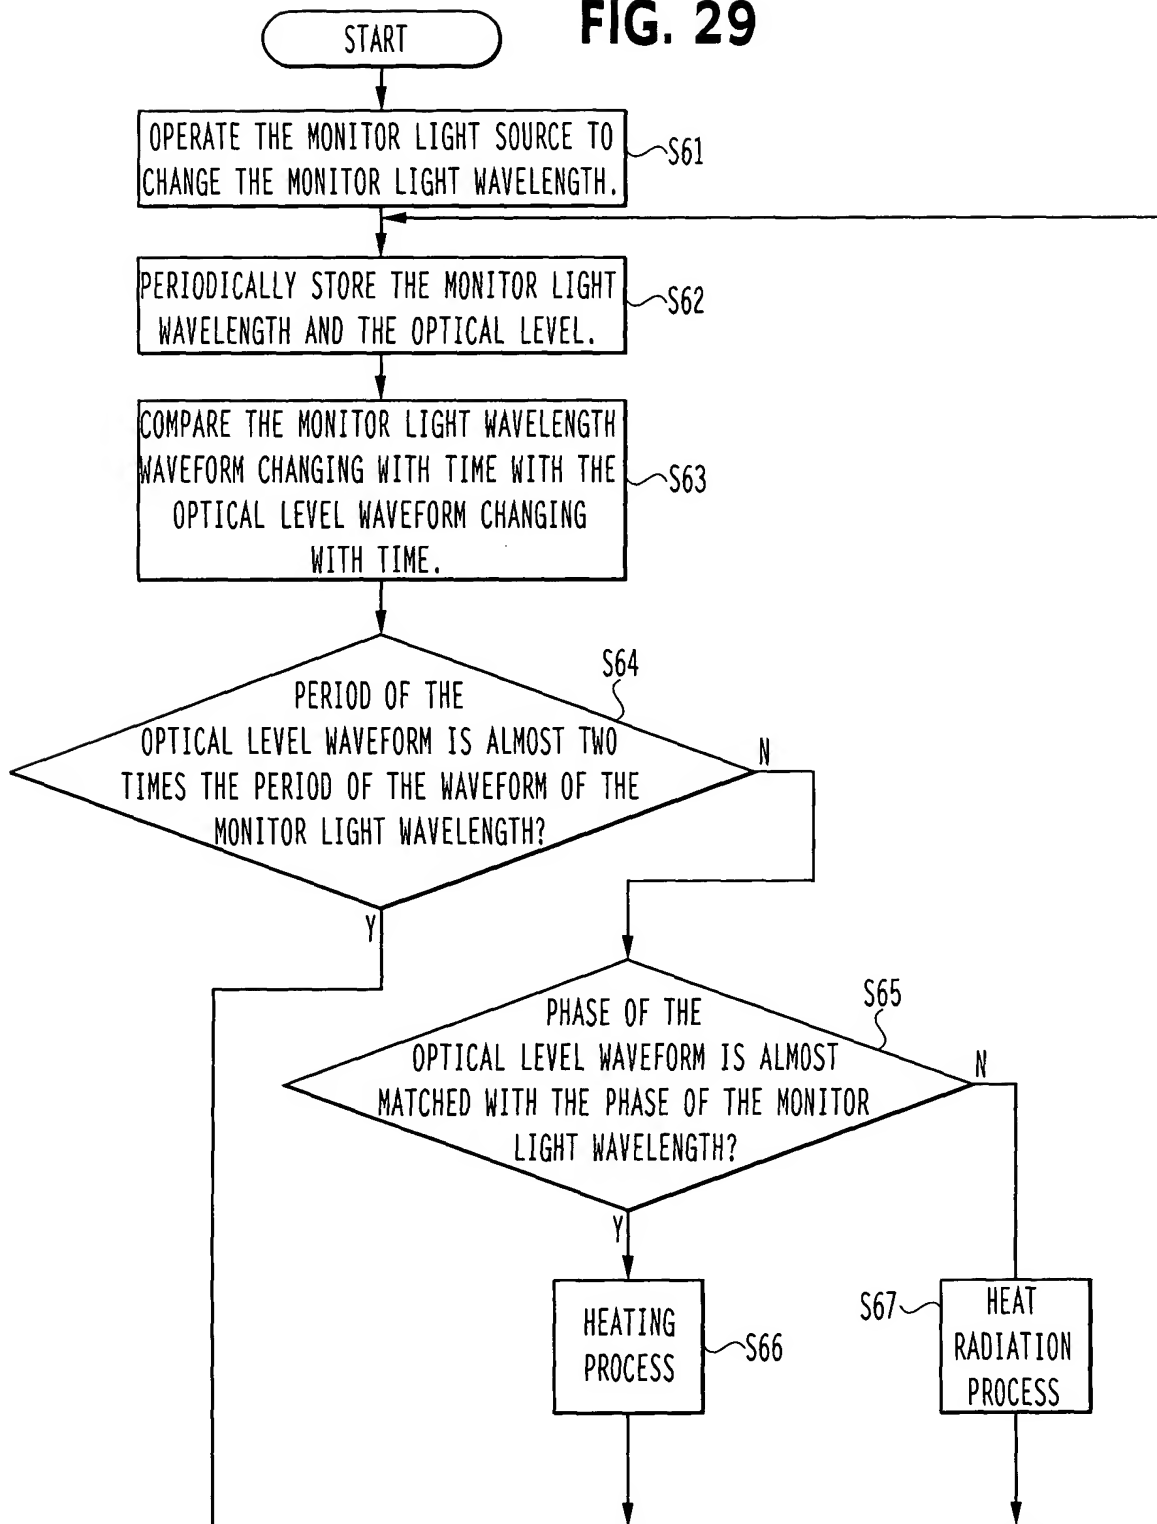 FIG. 29
START
OPERATE THE MONITOR LIGHT SOURCE TO
CHANGE THE MONITOR LIGHT WAVELENGTH.
S61
PERIODICALLY STORE THE MONITOR LIGHT
WAVELENGTH AND THE OPTICAL LEVEL.
S62
COMPARE THE MONITOR LIGHT WAVELENGTH
WAVEFORM CHANGING WITH TIME WITH THE
OPTICAL LEVEL WAVEFORM CHANGING
WITH TIME.
S63
S64
PERIOD OF THE
OPTICAL LEVEL WAVEFORM IS ALMOST TWO
TIMES THE PERIOD OF THE WAVEFORM OF THE
MONITOR LIGHT WAVELENGTH?
N
Y
S65
PHASE OF THE
OPTICAL LEVEL WAVEFORM IS ALMOST
MATCHED WITH THE PHASE OF THE MONITOR
LIGHT WAVELENGTH?
N
Y
HEATING
PROCESS
S66
S67
HEAT
RADIATION
PROCESS